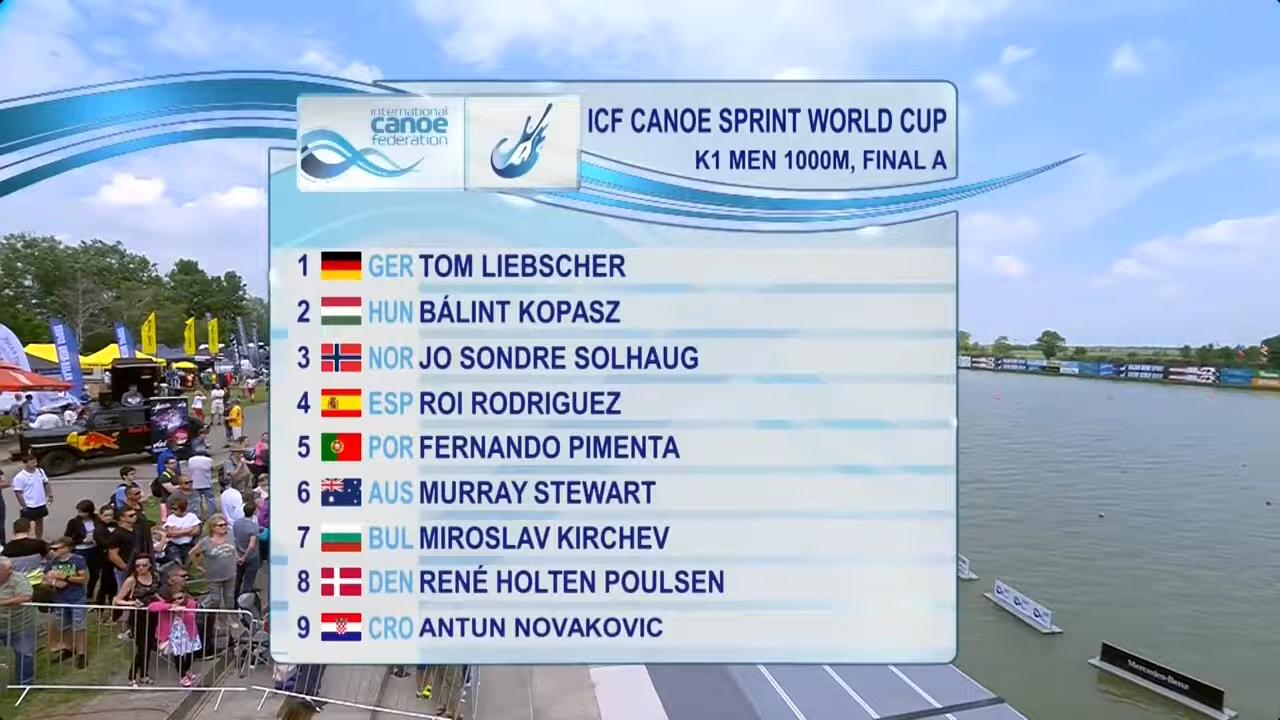 international
canoe
federation
ICF CANOE SPRINT WORLD CUP
K1 MEN 1000M, FINAL A
1 GER TOM LIEBSCHER
2 HUN BÁLINT KOPASZ
3 NOR JO SONDRE SOLHAUG
4 ESP ROI RODRIGUEZ
5 POR FERNANDO PIMENTA
6 AUS MURRAY STEWART
7 BUL MIROSLAV KIRCHEV
8 DEN RENÉ HOLTEN POULSEN
9 CRO ANTUN NOVAKOVIC
Mercedes-Benz